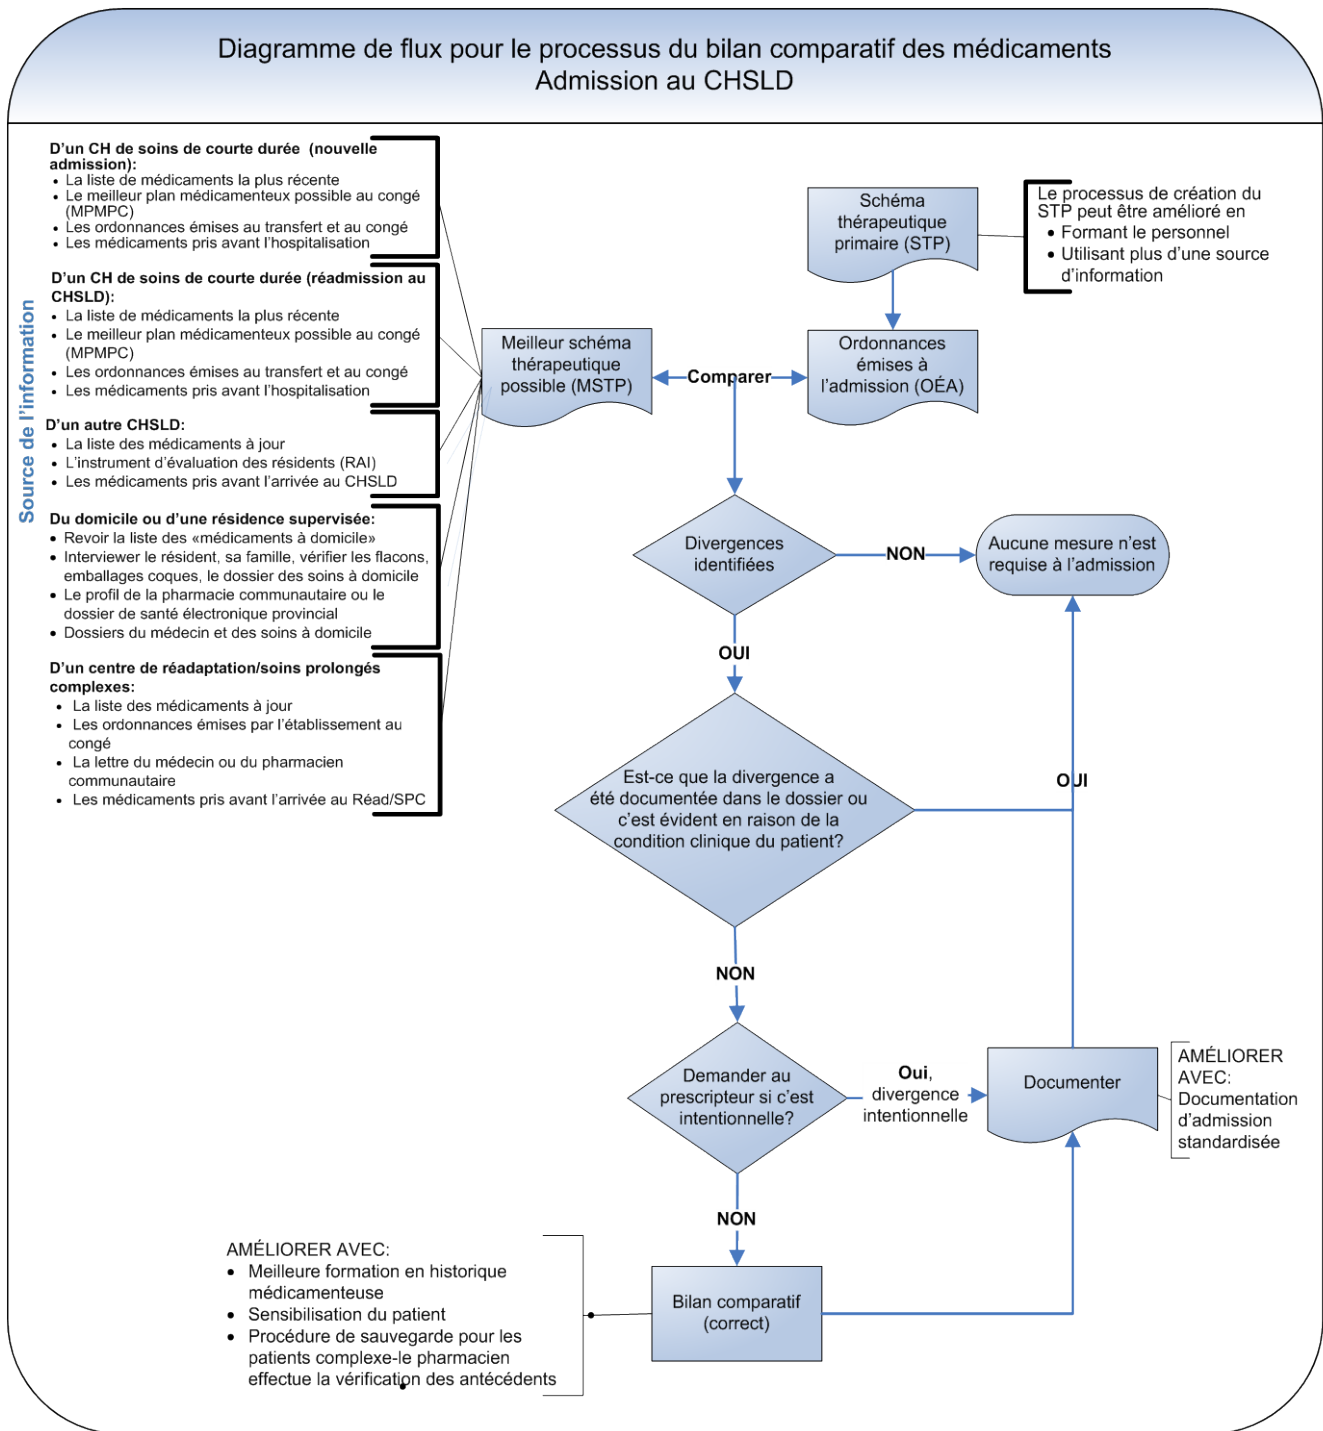 Diagramme de flux pour le processus du bilan comparatif des médicaments
Admission au CHSLD
Source de l'information
D'un CH de soins de courte durée (nouvelle
admission):
• La liste de médicaments la plus récente
• Le meilleur plan médicamenteux possible au congé
(MPMPC)
• Les ordonnances émises au transfert et au congé
• Les médicaments pris avant l'hospitalisation
D'un CH de soins de courte durée (réadmission au
CHSLD):
• La liste de médicaments la plus récente
• Le meilleur plan médicamenteux possible au congé
(MPMPC)
• Les ordonnances émises au transfert et au congé
• Les médicaments pris avant l'hospitalisation
D'un autre CHSLD:
• La liste des médicaments à jour
• L'instrument d'évaluation des résidents (RAI)
• Les médicaments pris avant l'arrivée au CHSLD
Du domicile ou d'une résidence supervisée:
• Revoir la liste des «médicaments à domicile»
• Interviewer le résident, sa famille, vérifier les flacons,
emballages coques, le dossier des soins à domicile
• Le profil de la pharmacie communautaire ou le
dossier de santé électronique provincial
• Dossiers du médecin et des soins à domicile
D'un centre de réadaptation/soins prolongés
complexes:
• La liste des médicaments à jour
• Les ordonnances émises par l'établissement au
congé
• La lettre du médecin ou du pharmacien
communautaire
• Les médicaments pris avant l'arrivée au Réad/SPC
Schéma
thérapeutique
primaire (STP)
Le processus de création du
STP peut être amélioré en
• Formant le personnel
• Utilisant plus d'une source
d'information
Meilleur schéma
thérapeutique
possible (MSTP)
Comparer
Ordonnances
émises à
l'admission (OÉA)
Divergences
identifiées
NON
Aucune mesure n'est
requise à l'admission
OUI
Est-ce que la divergence a
été documentée dans le dossier ou
c'est évident en raison de la
condition clinique du patient?
OUI
NON
Demander au
prescripteur si c'est
intentionnelle?
Oui,
divergence
intentionnelle
Documenter
AMÉLIORER
AVEC:
Documentation
d'admission
standardisée
NON
Bilan comparatif
(correct)
AMÉLIORER AVEC:
• Meilleure formation en historique
médicamenteuse
• Sensibilisation du patient
• Procédure de sauvegarde pour les
patients complexe-le pharmacien
effectue la vérification des antécédents